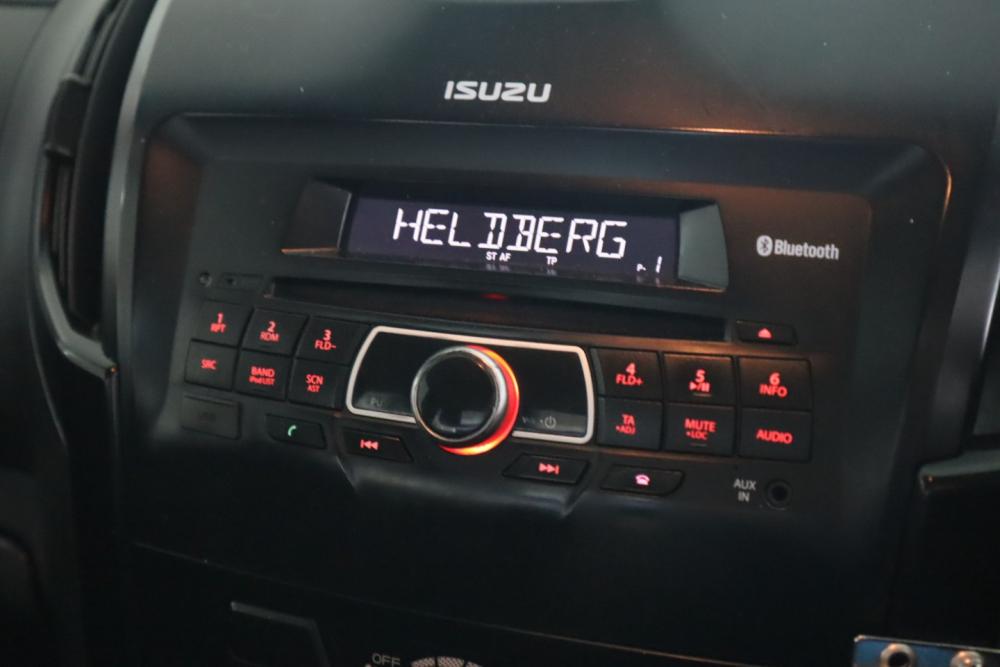 ISUZU
HELDBERG
ST AF TP
P. 1
Bluetooth
1 RPT
2 RDM
3 FLD-
SRC
BAND iPod LIST
SCN AST
4 FLD+
5
6 INFO
TA •ADJ
MUTE •LOC
AUDIO
AUX IN
OFF